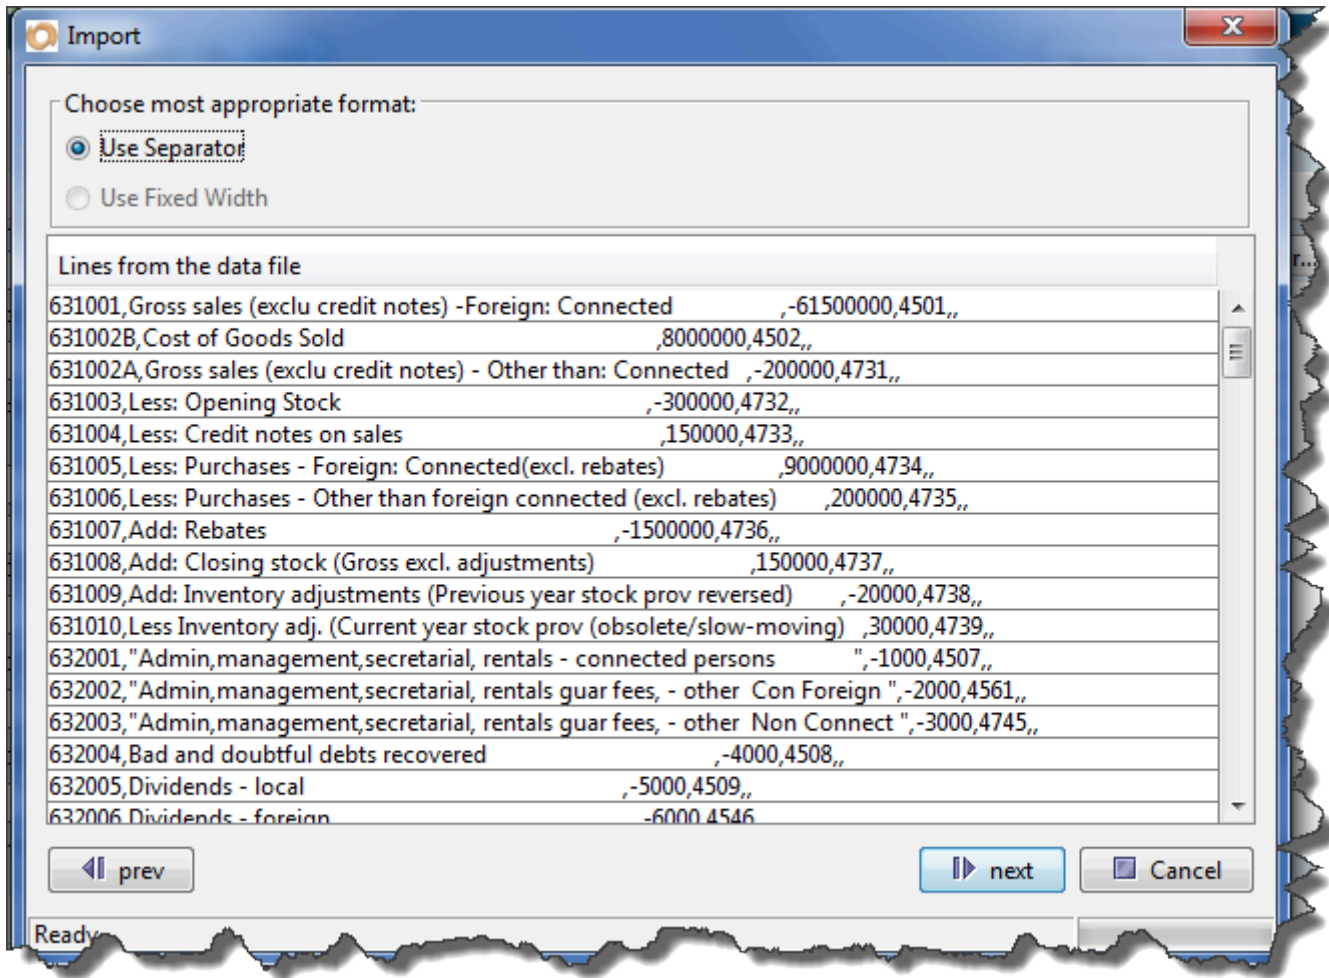 Import
Choose most appropriate format:
Use Separator
Use Fixed Width
Lines from the data file
631001,Gross sales (exclu credit notes) -Foreign: Connected ,-61500000,4501,,
631002B,Cost of Goods Sold ,8000000,4502,,
631002A,Gross sales (exclu credit notes) - Other than: Connected ,-200000,4731,,
631003,Less: Opening Stock ,-300000,4732,,
631004,Less: Credit notes on sales ,150000,4733,,
631005,Less: Purchases - Foreign: Connected(excl. rebates) ,9000000,4734,,
631006,Less: Purchases - Other than foreign connected (excl. rebates) ,200000,4735,,
631007,Add: Rebates ,-1500000,4736,,
631008,Add: Closing stock (Gross excl. adjustments) ,150000,4737,,
631009,Add: Inventory adjustments (Previous year stock prov reversed) ,-20000,4738,,
631010,Less Inventory adj. (Current year stock prov (obsolete/slow-moving) ,30000,4739,,
632001,"Admin,management,secretarial, rentals - connected persons ",-1000,4507,,
632002,"Admin,management,secretarial, rentals guar fees, - other Con Foreign ",-2000,4561,,
632003,"Admin,management,secretarial, rentals guar fees, - other Non Connect ",-3000,4745,,
632004,Bad and doubtful debts recovered ,-4000,4508,,
632005,Dividends - local ,-5000,4509,,
632006,Dividends - foreign ,-6000,4546,,
prev
next
Cancel
Ready